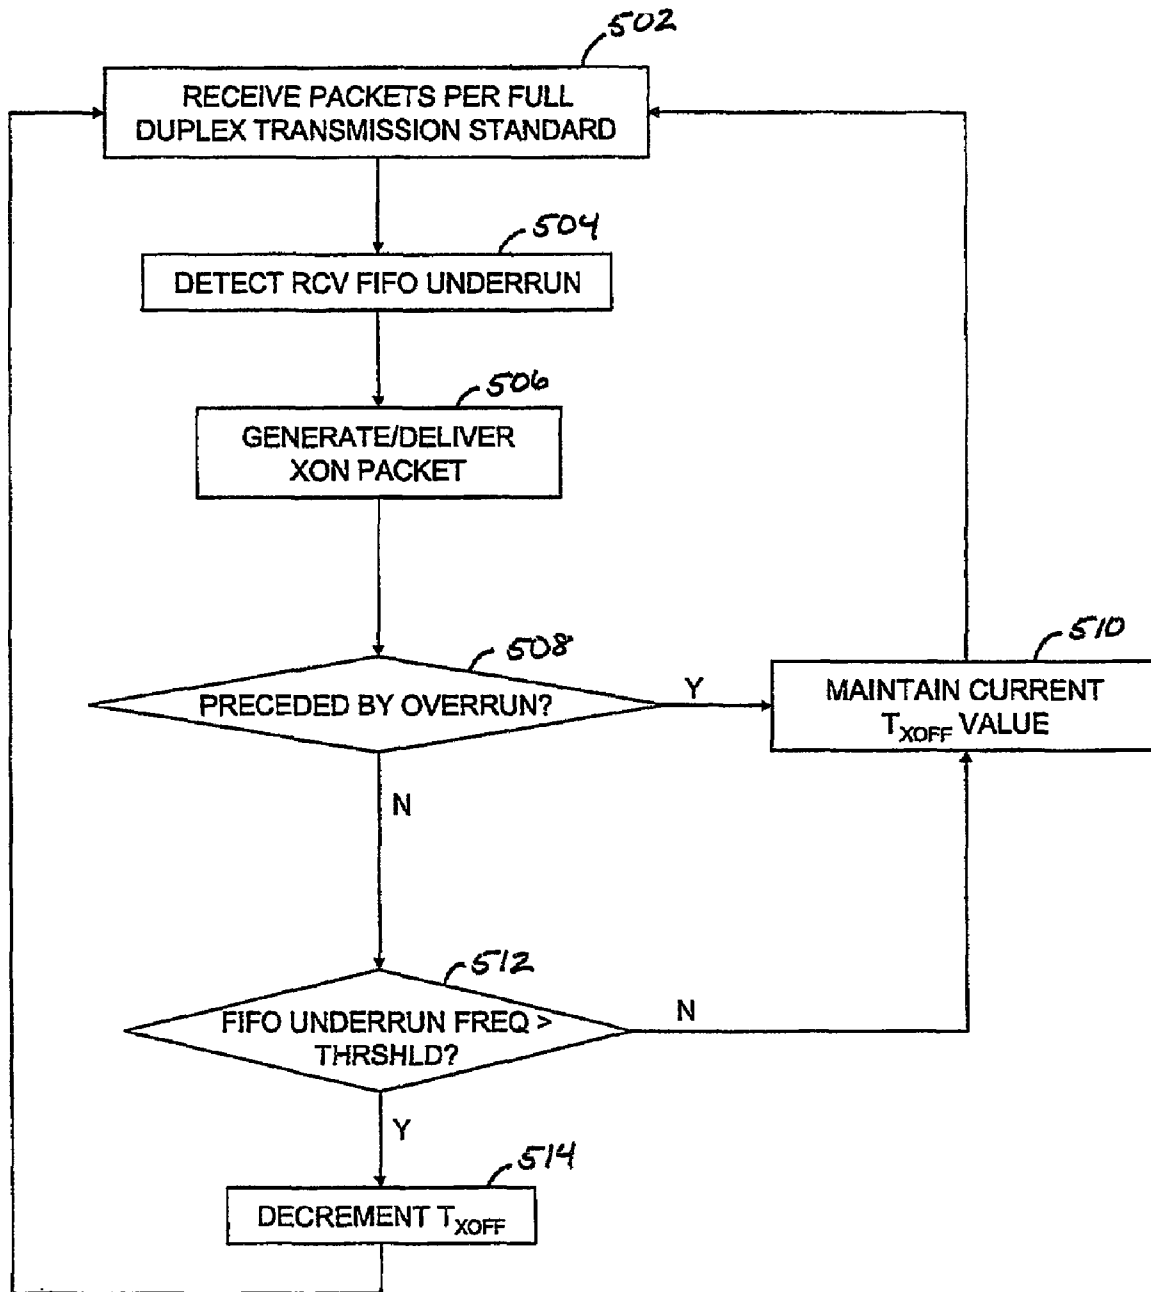 502
RECEIVE PACKETS PER FULL
DUPLEX TRANSMISSION STANDARD
504
DETECT RCV FIFO UNDERRUN
506
GENERATE/DELIVER
XON PACKET
508
PRECEDED BY OVERRUN?
Y
510
MAINTAIN CURRENT
TXOFF VALUE
N
512
FIFO UNDERRUN FREQ >
THRSHLD?
N
Y
514
DECREMENT TXOFF